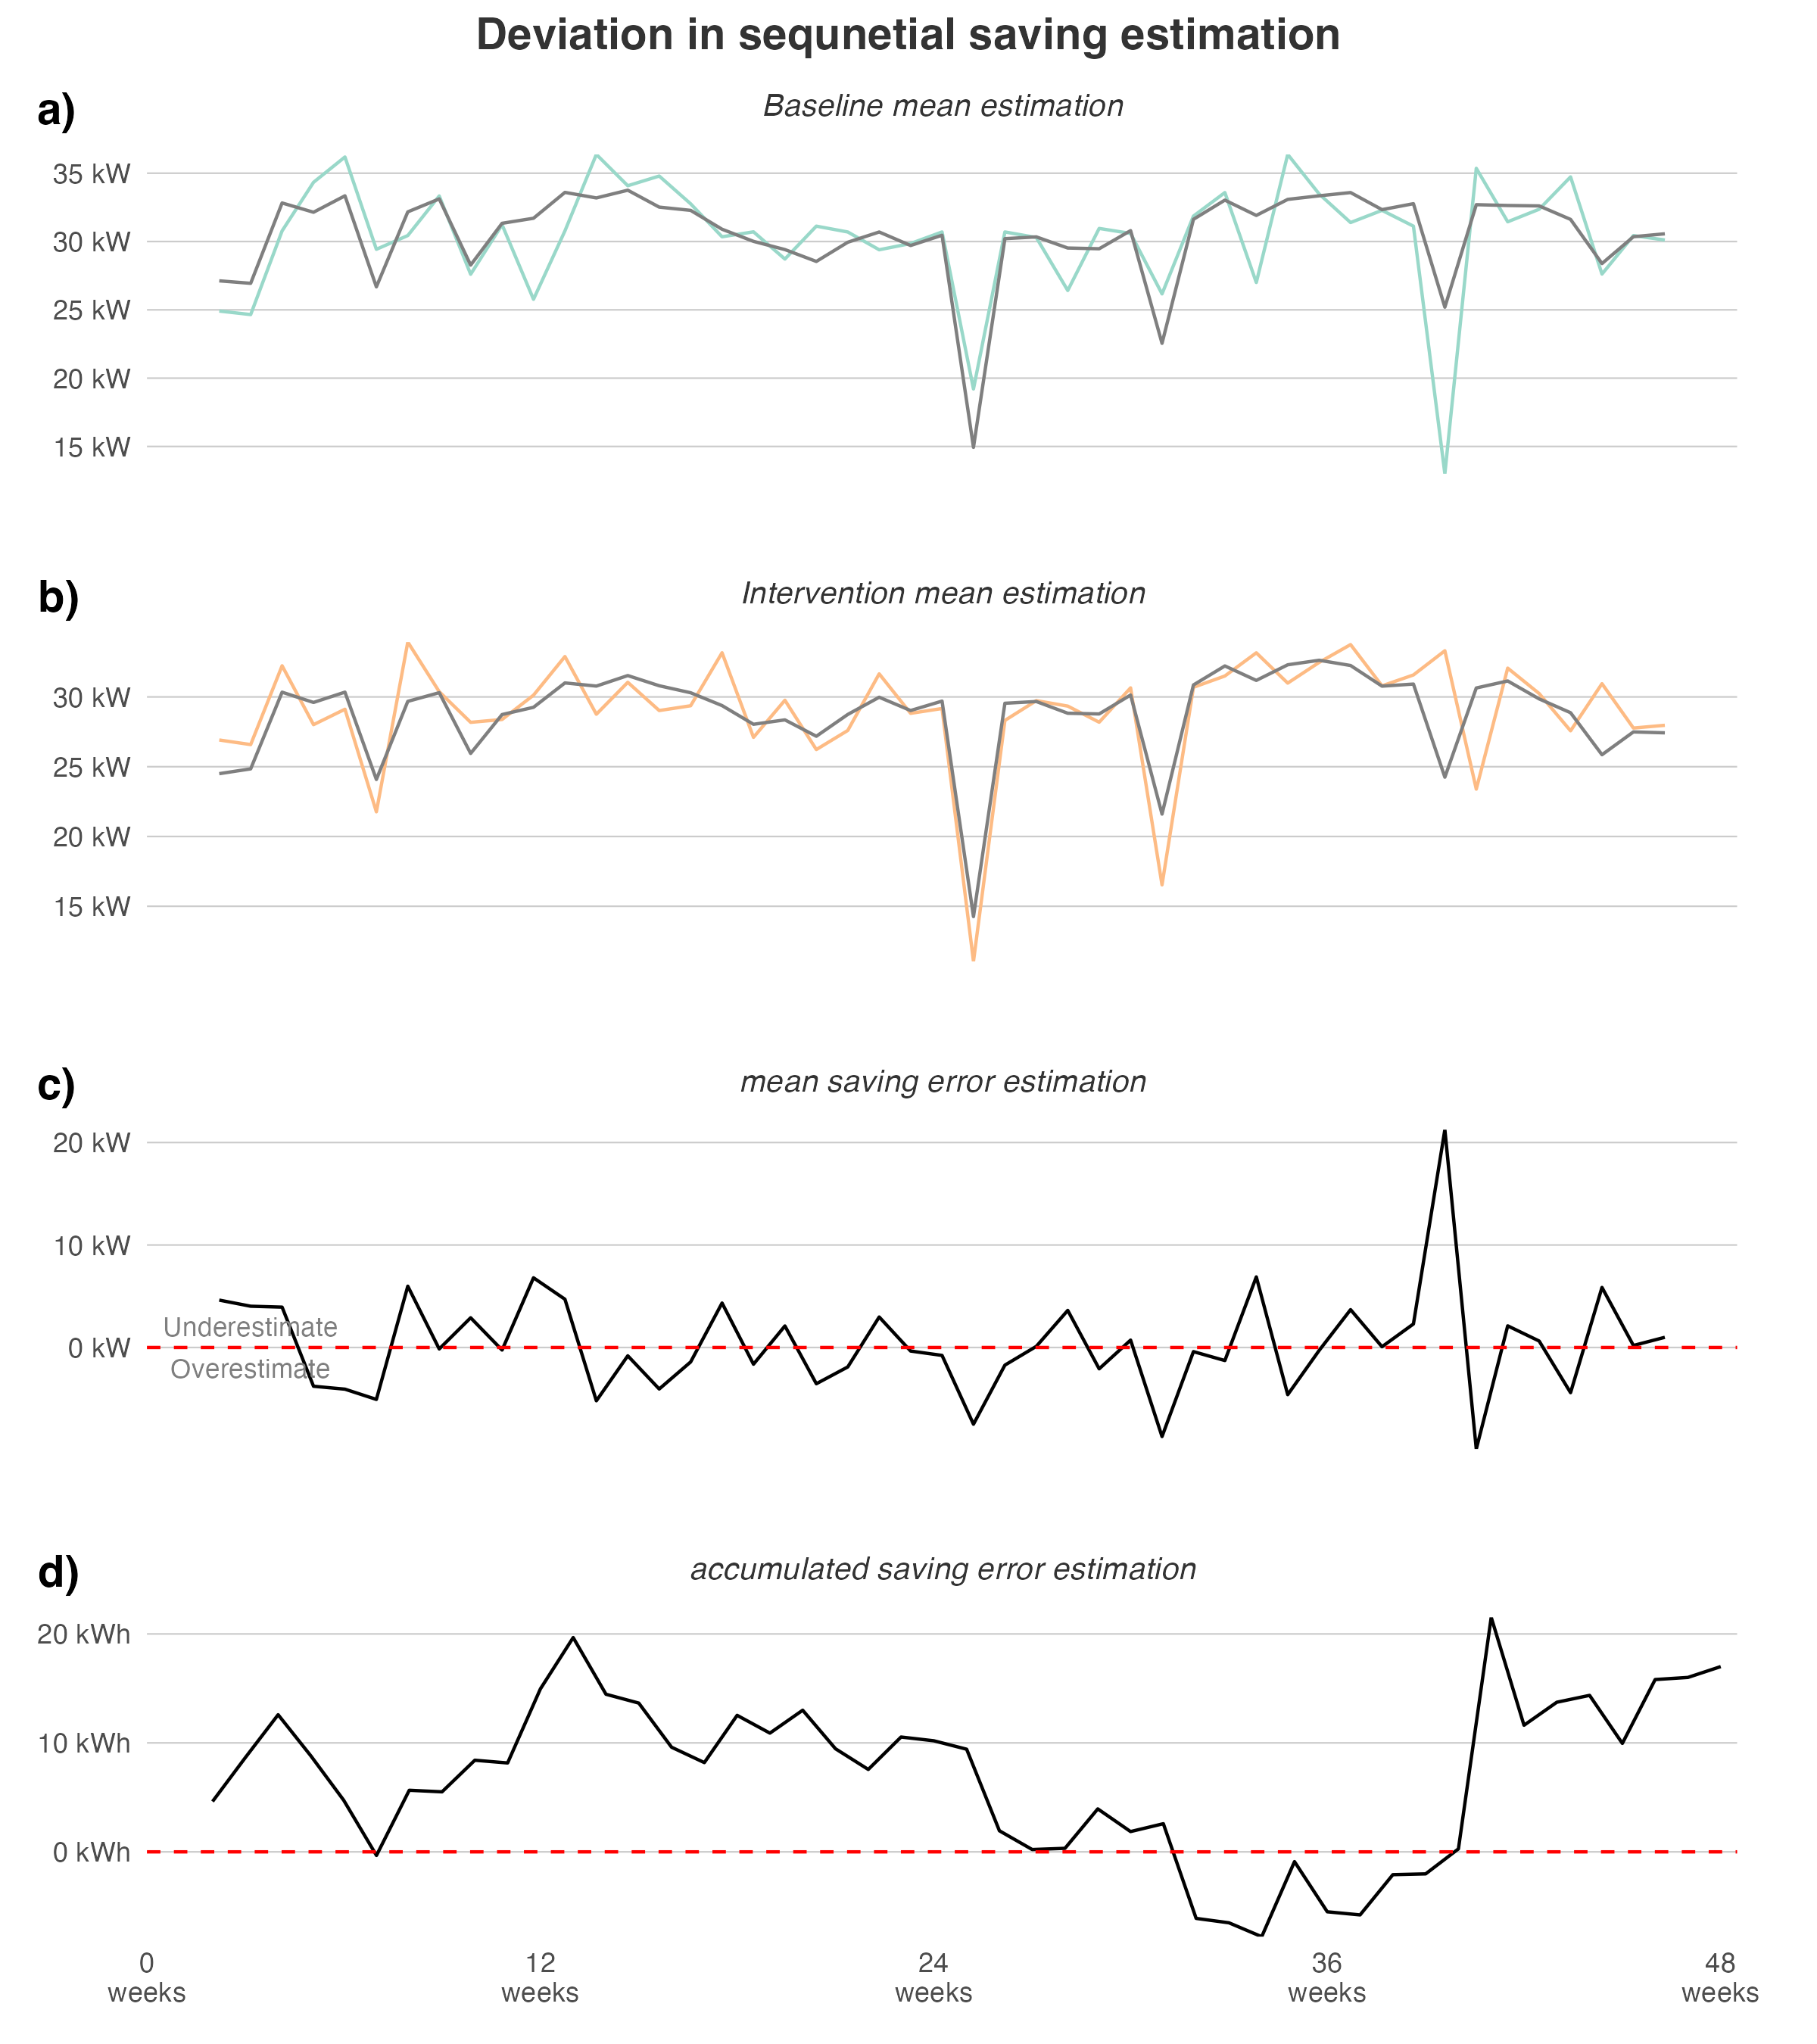 Deviation in sequnetial saving estimation
a)
Baseline mean estimation
35 kW
30 kW
25 kW
20 kW
15 kW
b)
Intervention mean estimation
30 kW
25 kW
20 kW
15 kW
c)
mean saving error estimation
20 kW
10 kW
Underestimate
0 kW
Overestimate
d)
accumulated saving error estimation
20 kWh
10 kWh
0 kWh
0 12 24 36 48
weeks weeks weeks weeks weeks